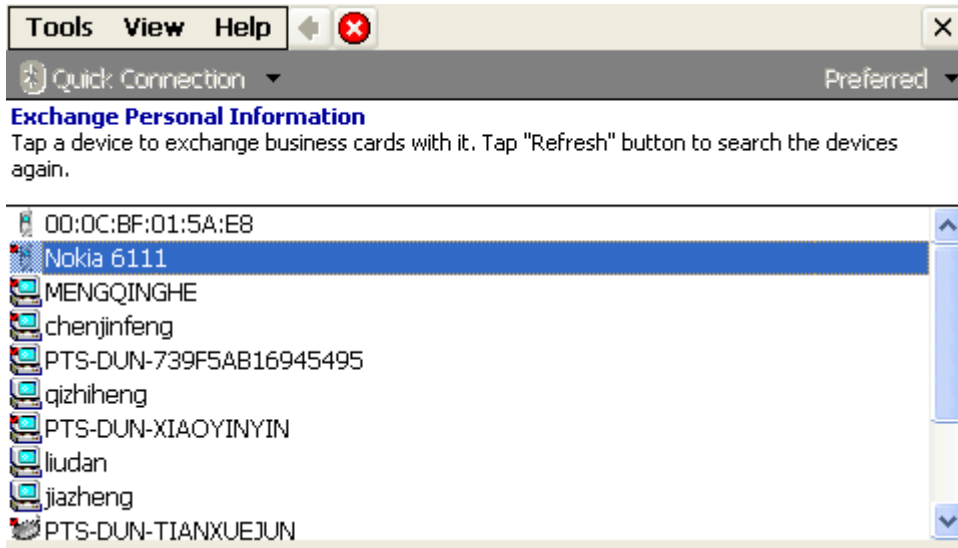 Tools View Help
Quick Connection Preferred
Exchange Personal Information
Tap a device to exchange business cards with it. Tap "Refresh" button to search the devices
again.
00:0C:BF:01:5A:E8
Nokia 6111
MENGQINGHE
chenjinfeng
PTS-DUN-739F5AB16945495
qizhiheng
PTS-DUN-XIAOYINYIN
liudan
jiazheng
PTS-DUN-TIANXUEJUN